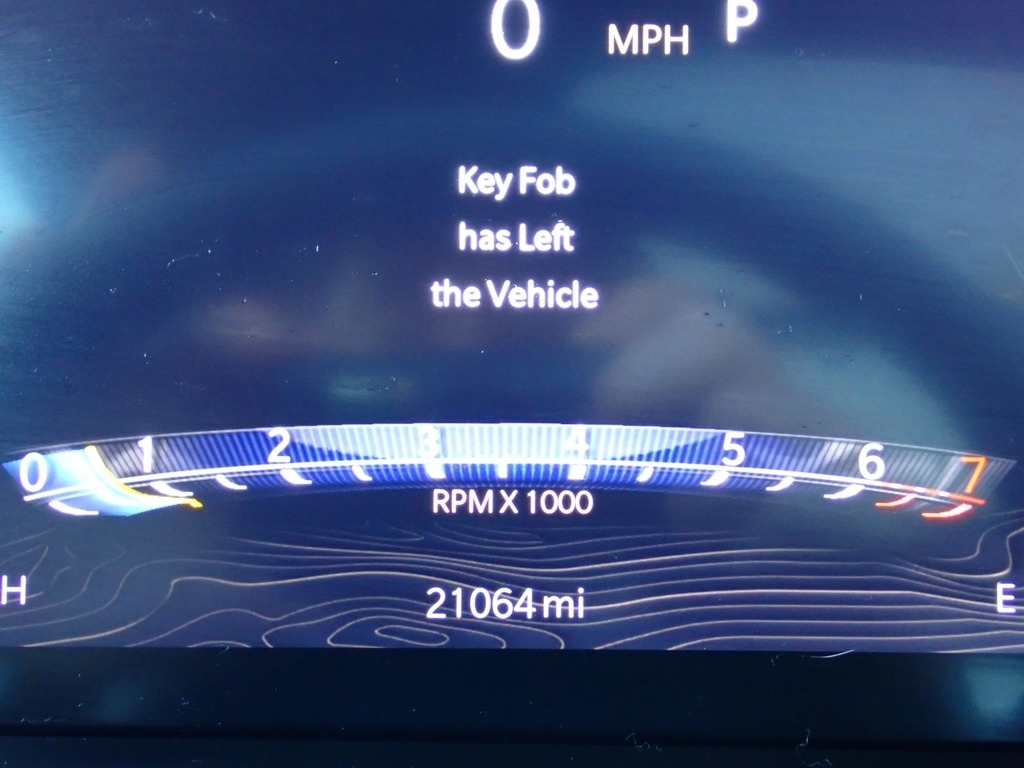 0 MPH P
Key Fob
has Left
the Vehicle
0 1 2 3 4 5 6 7
RPM X 1000
H 21064 mi E